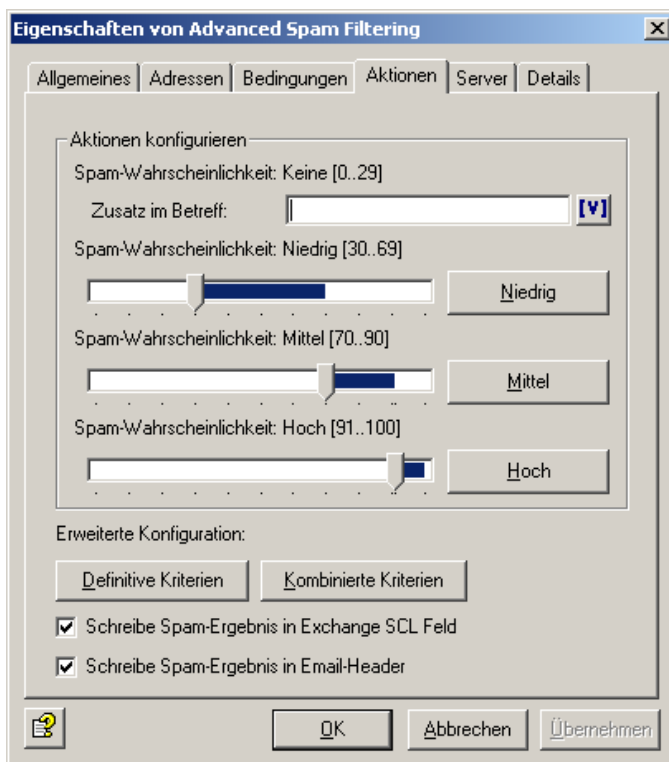 Eigenschaften von Advanced Spam Filtering
Allgemeines Adressen Bedingungen Aktionen Server Details
Aktionen konfigurieren
Spam-Wahrscheinlichkeit: Keine [0..29]
Zusatz im Betreff: [V]
Spam-Wahrscheinlichkeit: Niedrig [30..69]
Niedrig
Spam-Wahrscheinlichkeit: Mittel [70..90]
Mittel
Spam-Wahrscheinlichkeit: Hoch [91..100]
Hoch
Erweiterte Konfiguration:
Definitive Kriterien Kombinierte Kriterien
Schreibe Spam-Ergebnis in Exchange SCL Feld
Schreibe Spam-Ergebnis in Email-Header
OK Abbrechen Übernehmen